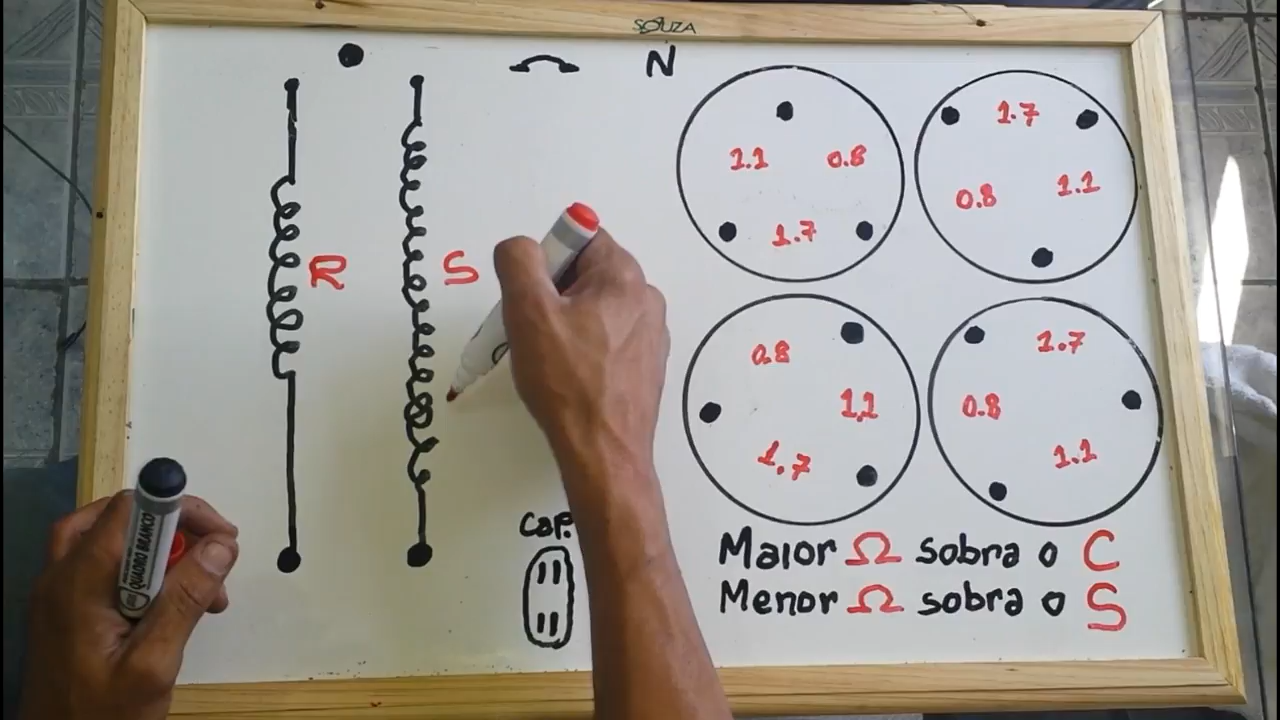 SOUZA
N
R
S
1.1 0.8
1.7
1.7
0.8 1.1
0.8
1,1
1.7
1.7
0.8
1.1
Cap.
QUADRO BRANCO
Maior Ω sobra o C
Menor Ω sobra o S